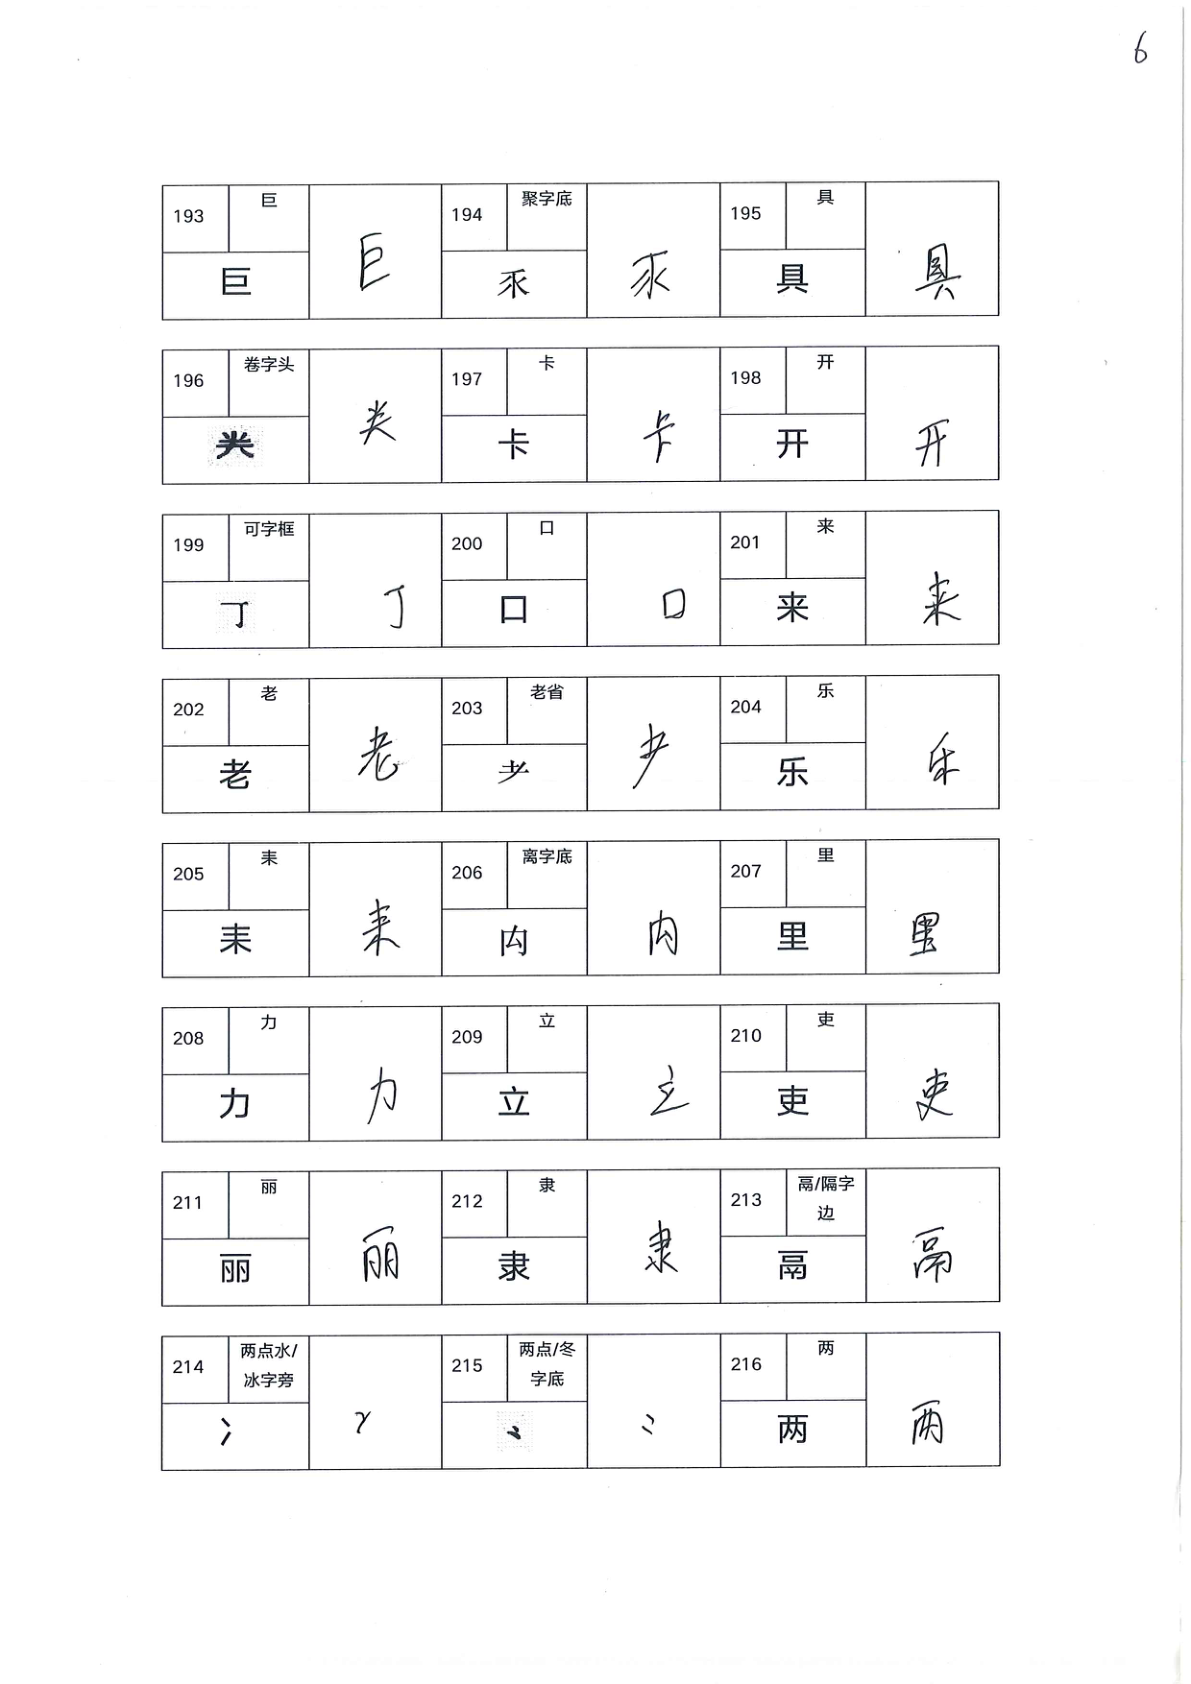 6
193 巨 巨 巨 194 聚字底 乑 乑 195 具 具 具
196 卷字头 龹 龹 197 卡 卡 卡 198 开 开 开
199 可字框 丁 丁 200 口 口 口 201 来 来 来
202 老 老 老 203 老省 耂 耂 204 乐 乐 乐
205 耒 耒 耒 206 离字底 禸 禸 207 里 里 里
208 力 力 力 209 立 立 立 210 吏 吏 吏
211 丽 丽 丽 212 隶 隶 隶 213 鬲/隔字边 鬲 鬲
214 两点水/冰字旁 冫 冫 215 两点/冬字底 ⺀ ⺀ 216 两 两 两